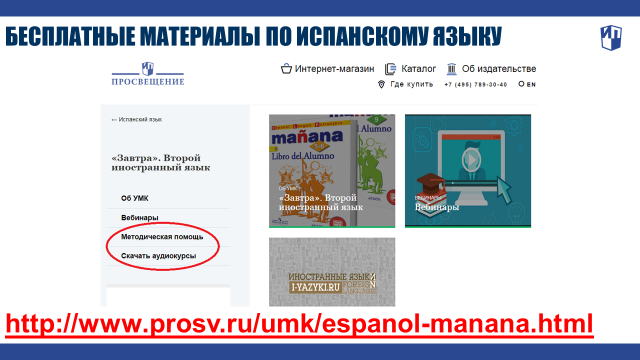 БЕСПЛАТНЫЕ МАТЕРИАЛЫ ПО ИСПАНСКОМУ ЯЗЫКУ
ПРОСВЕЩЕНИЕ
Интернет-магазин Каталог Об издательстве
Где купить +7 (495) 789-30-40 EN
← Испанский язык
«Завтра». Второй
иностранный язык
Об УМК
Вебинары
Методическая помощь
Скачать аудиокурсы
mañana
Libro del Alumno
ОБ УМК
«Завтра». Второй
иностранный язык
ВЕБИНАРЫ
Вебинары
ИНОСТРАННЫЕ ЯЗЫКИ
I-YAZYKI.RU
http://www.prosv.ru/umk/espanol-manana.html